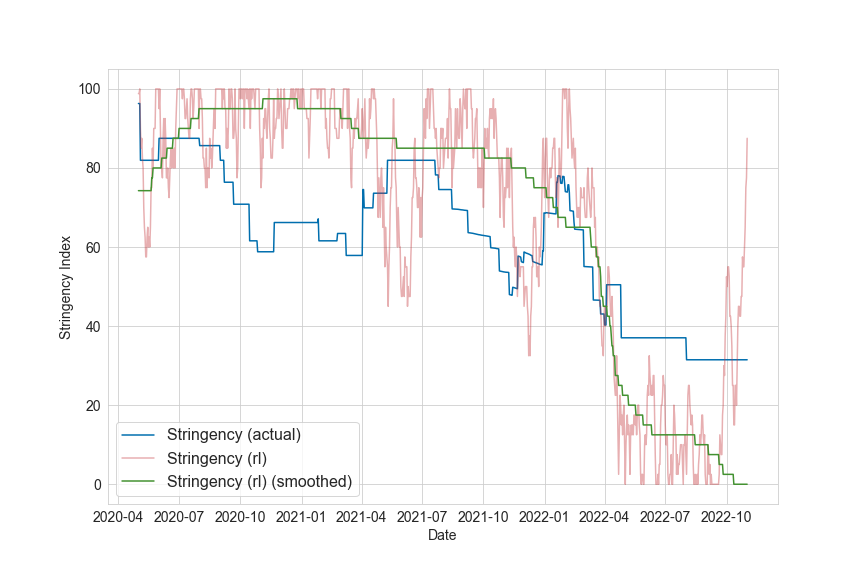 100
80
60
40
20
0
Stringency Index
Stringency (actual)
Stringency (rl)
Stringency (rl) (smoothed)
2020-04 2020-07 2020-10 2021-01 2021-04 2021-07 2021-10 2022-01 2022-04 2022-07 2022-10
Date